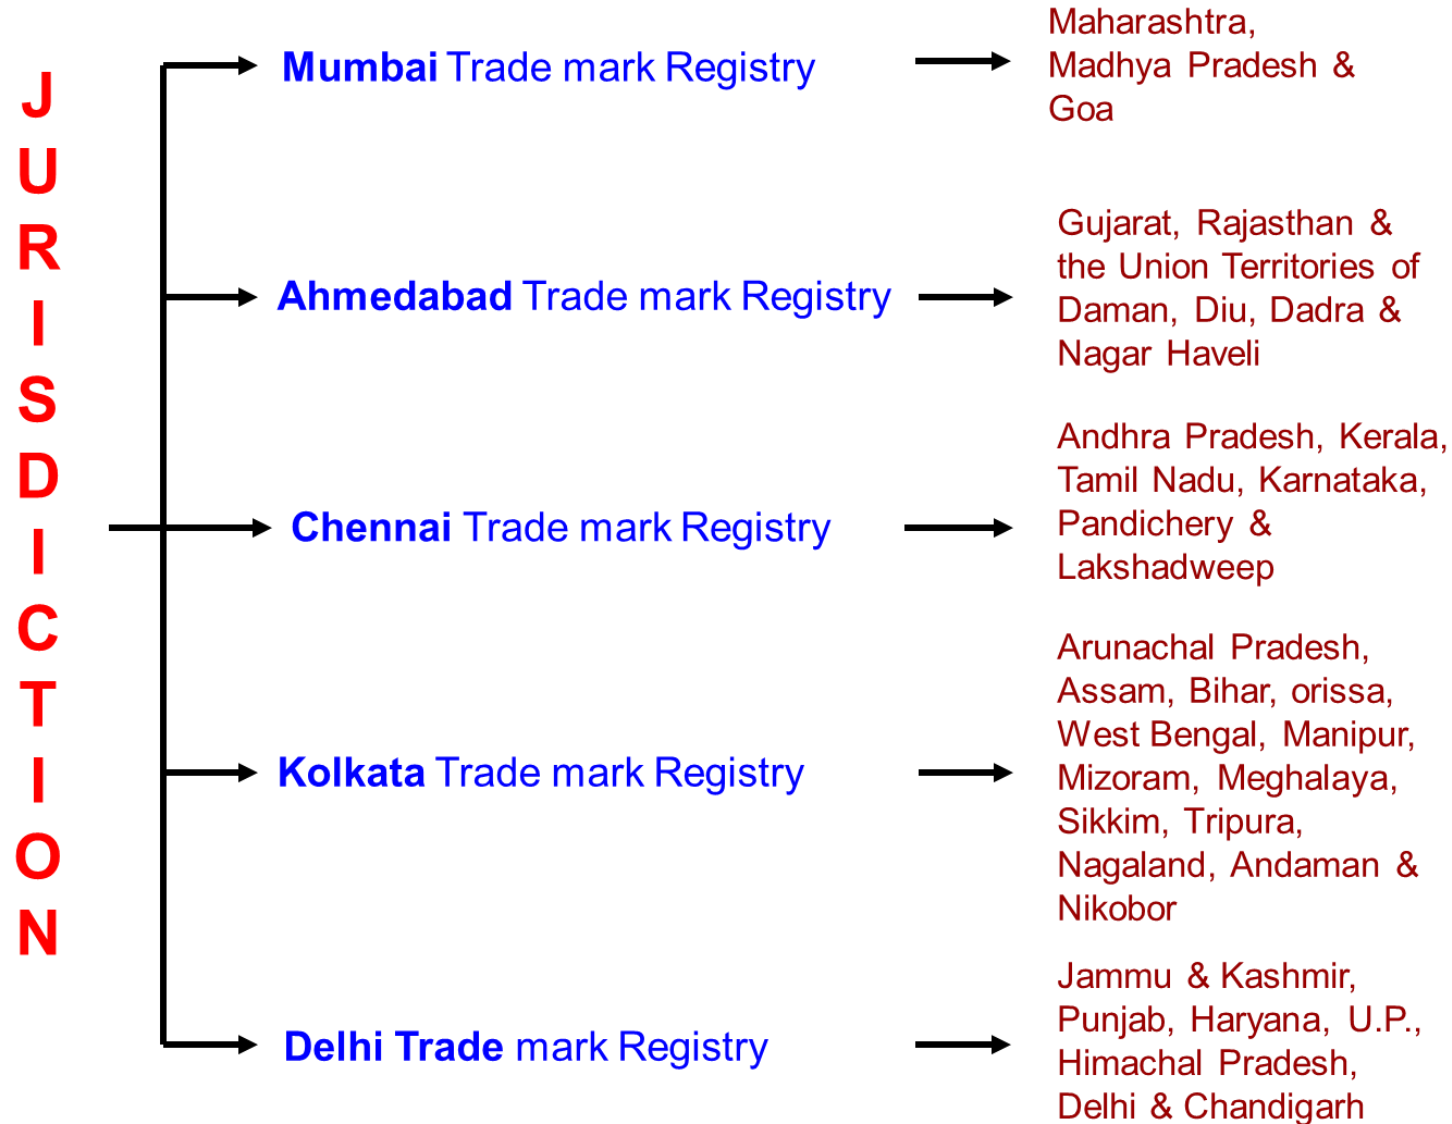 JURISDICTION
Mumbai Trade mark Registry
Maharashtra,
Madhya Pradesh &
Goa
Ahmedabad Trade mark Registry
Gujarat, Rajasthan &
the Union Territories of
Daman, Diu, Dadra &
Nagar Haveli
Chennai Trade mark Registry
Andhra Pradesh, Kerala,
Tamil Nadu, Karnataka,
Pandichery &
Lakshadweep
Kolkata Trade mark Registry
Arunachal Pradesh,
Assam, Bihar, orissa,
West Bengal, Manipur,
Mizoram, Meghalaya,
Sikkim, Tripura,
Nagaland, Andaman &
Nikobor
Delhi Trade mark Registry
Jammu & Kashmir,
Punjab, Haryana, U.P.,
Himachal Pradesh,
Delhi & Chandigarh